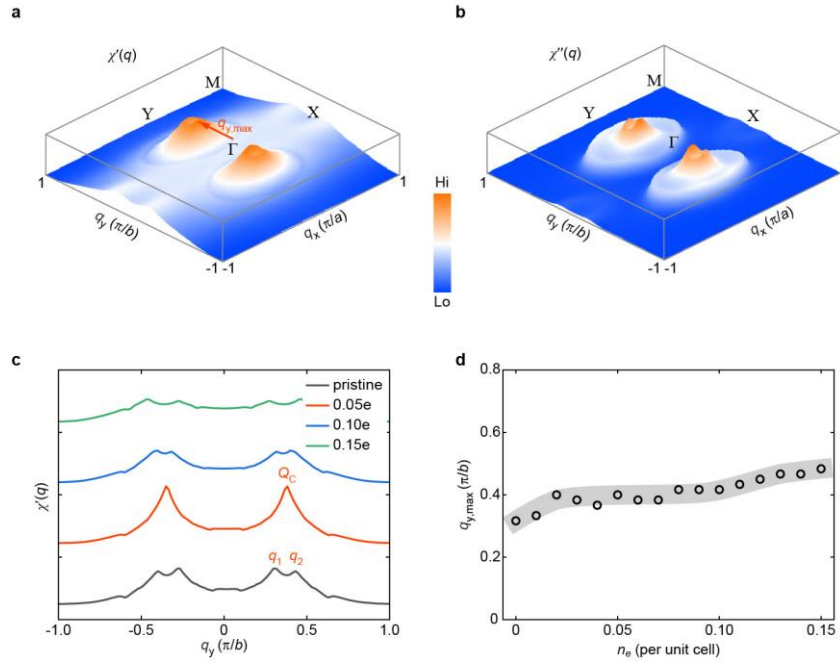 a
χ'(q)
M
Y
X
q_y,max
Γ
1
1
q_y (π/b)
q_x (π/a)
-1 -1
Hi
Lo
b
χ''(q)
M
Y
X
Γ
1
1
q_y (π/b)
q_x (π/a)
-1 -1
c
pristine
0.05e
0.10e
0.15e
Q_C
q_1 q_2
χ'(q)
-1.0 -0.5 0 0.5 1.0
q_y (π/b)
d
0.8
0.6
0.4
0.2
0
q_y,max (π/b)
0 0.05 0.10 0.15
n_e (per unit cell)